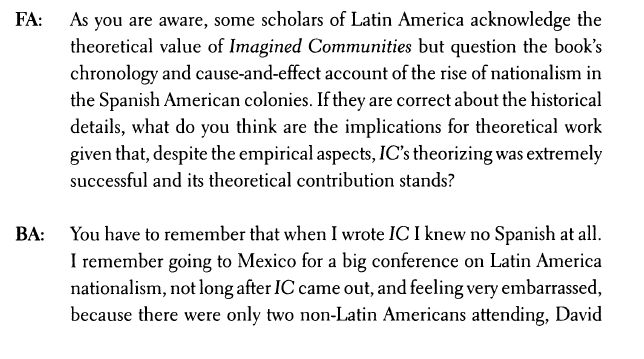 FA: As you are aware, some scholars of Latin America acknowledge the
theoretical value of Imagined Communities but question the book's
chronology and cause-and-effect account of the rise of nationalism in
the Spanish American colonies. If they are correct about the historical
details, what do you think are the implications for theoretical work
given that, despite the empirical aspects, IC's theorizing was extremely
successful and its theoretical contribution stands?
BA: You have to remember that when I wrote IC I knew no Spanish at all.
I remember going to Mexico for a big conference on Latin America
nationalism, not long after IC came out, and feeling very embarrassed,
because there were only two non-Latin Americans attending, David